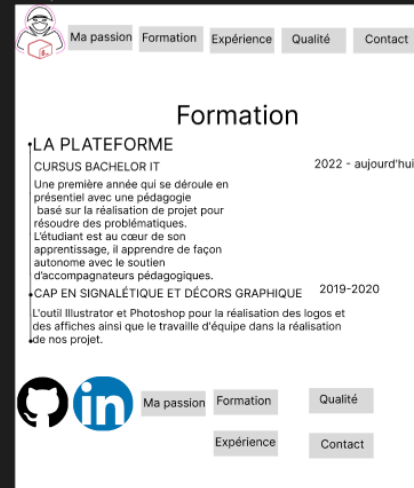 Ma passion
Formation
Expérience
Qualité
Contact
Formation
LA PLATEFORME
CURSUS BACHELOR IT
2022 - aujourd'hui
Une première année qui se déroule en
présentiel avec une pédagogie
basé sur la réalisation de projet pour
résoudre des problématiques.
L'étudiant est au cœur de son
apprentissage, il apprendre de façon
autonome avec le soutien
d'accompagnateurs pédagogiques.
CAP EN SIGNALÉTIQUE ET DÉCORS GRAPHIQUE
2019-2020
L'outil Illustrator et Photoshop pour la réalisation des logos et
des affiches ainsi que le travaille d'équipe dans la réalisation
de nos projet.
in
Ma passion
Formation
Qualité
Expérience
Contact